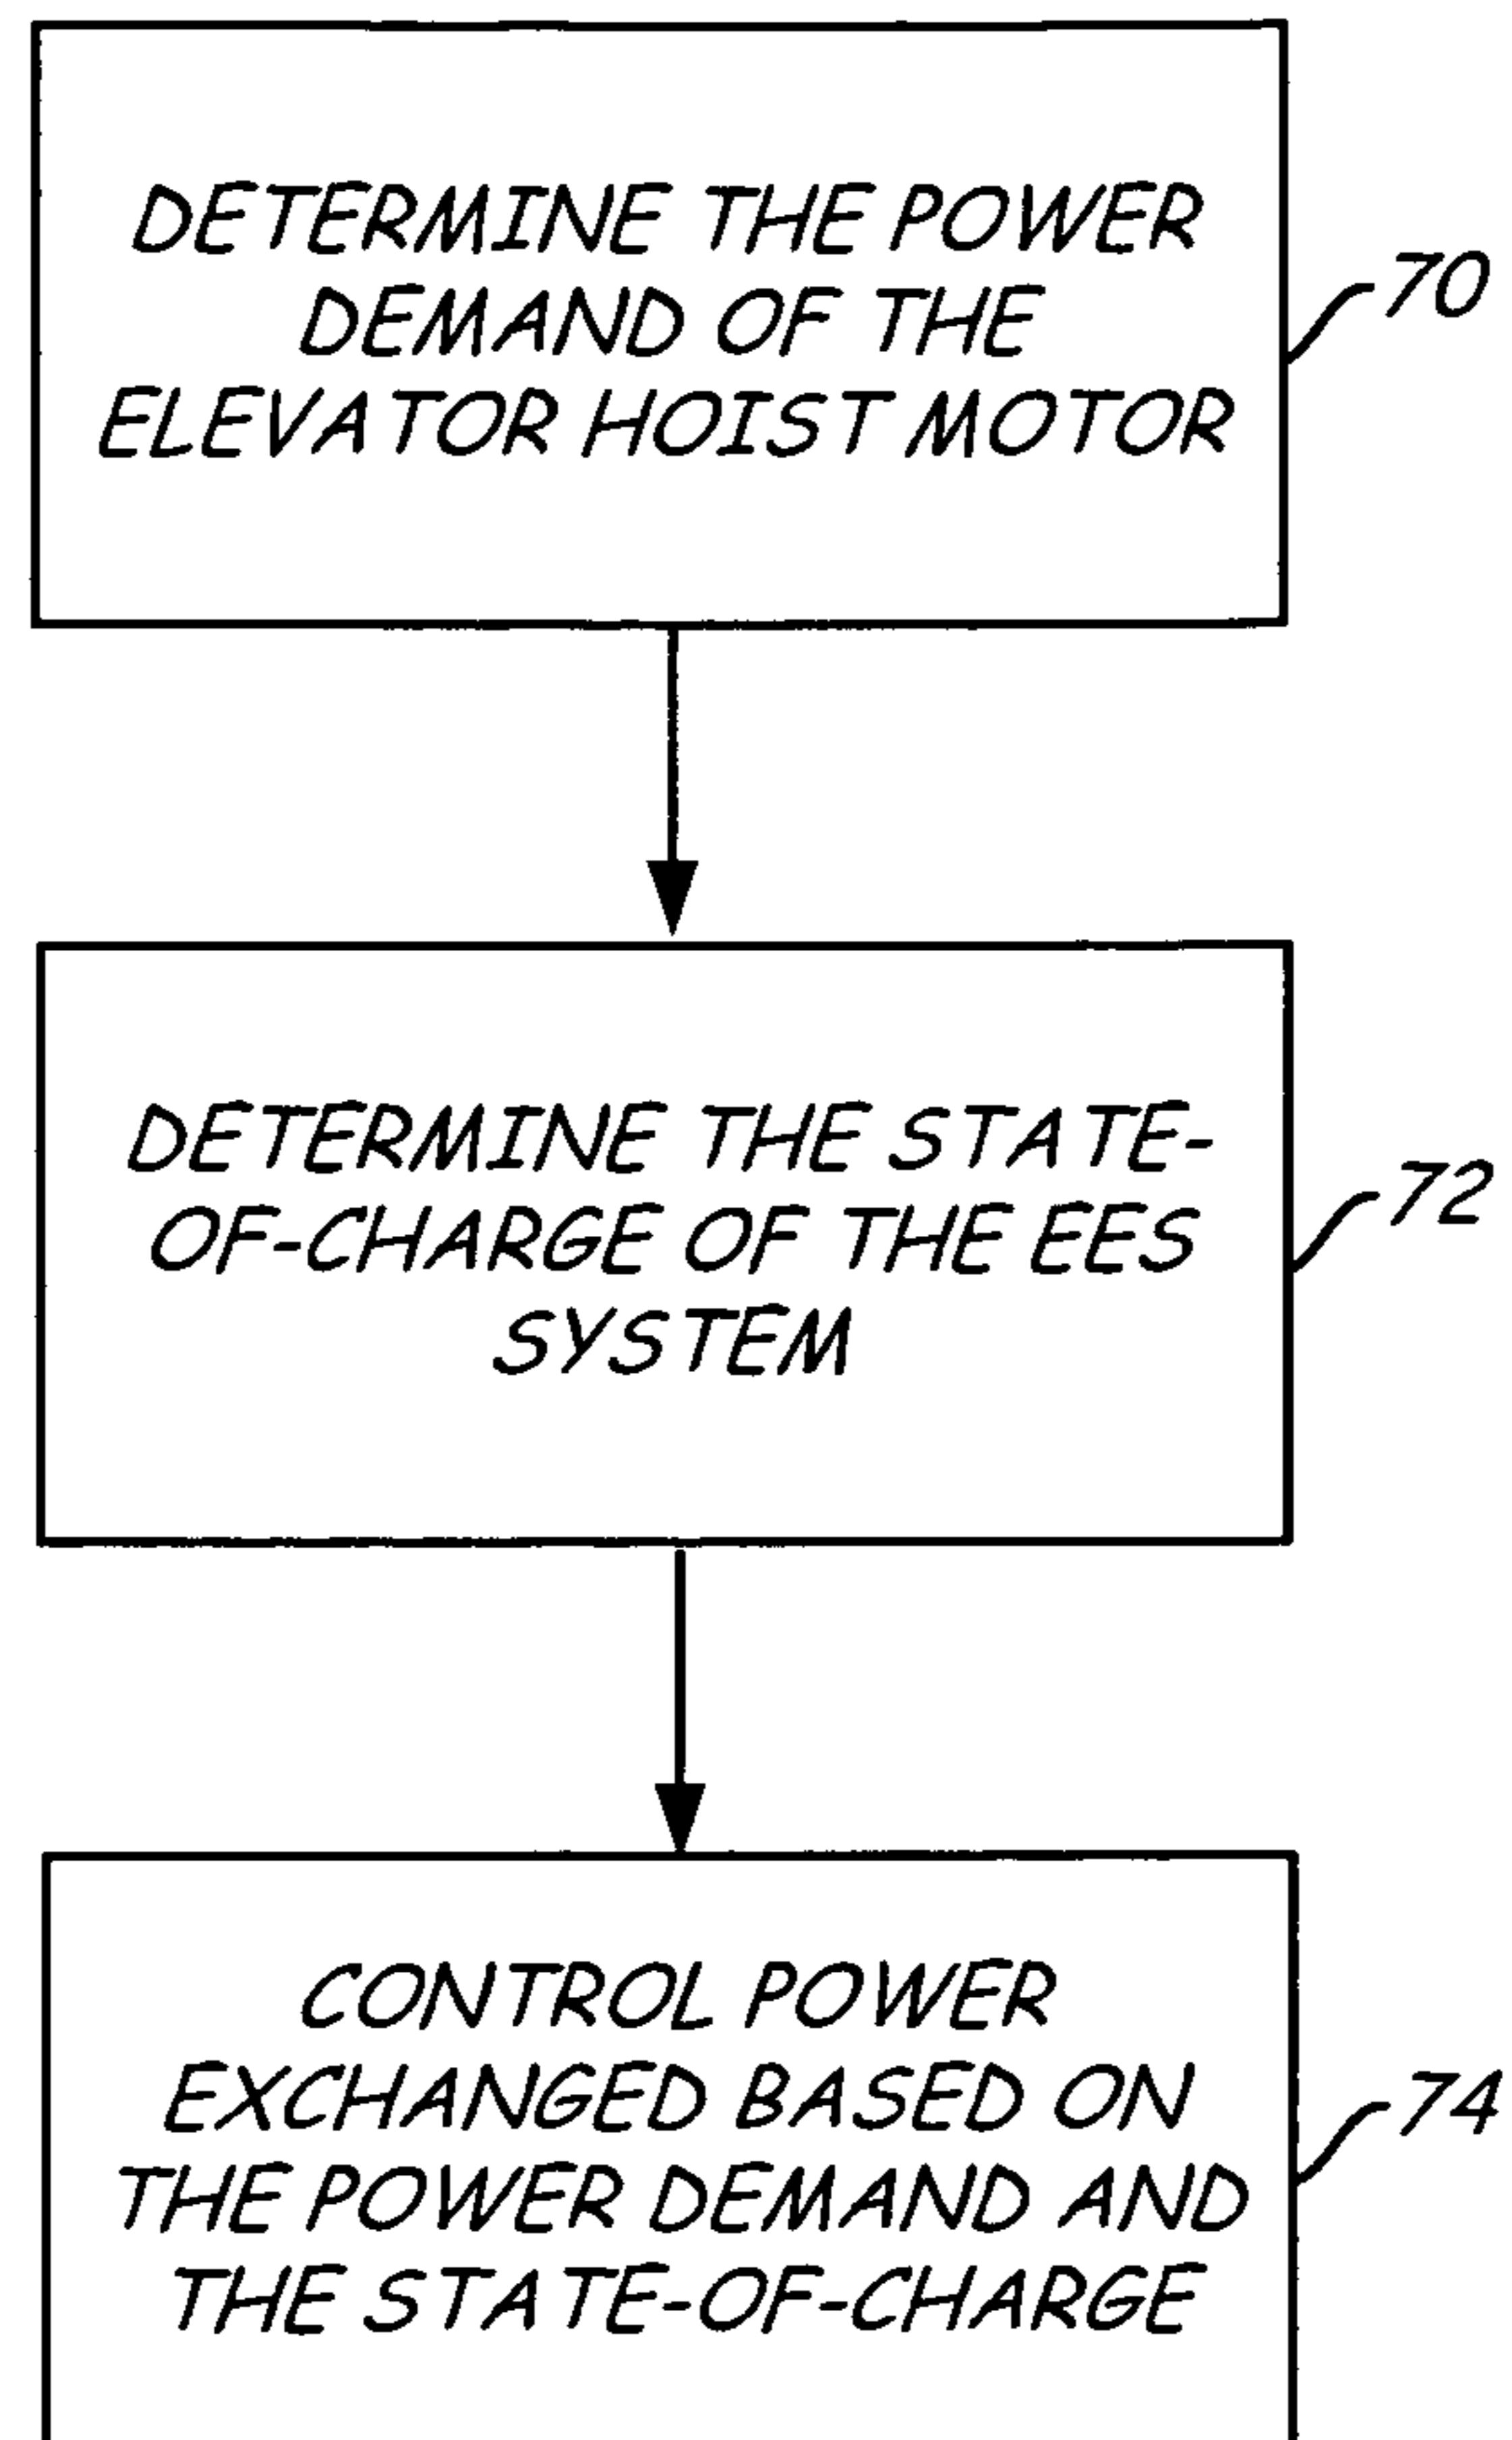 DETERMINE THE POWER
DEMAND OF THE
ELEVATOR HOIST MOTOR
70
DETERMINE THE STATE-
OF-CHARGE OF THE EES
SYSTEM
72
CONTROL POWER
EXCHANGED BASED ON
THE POWER DEMAND AND
THE STATE-OF-CHARGE
74